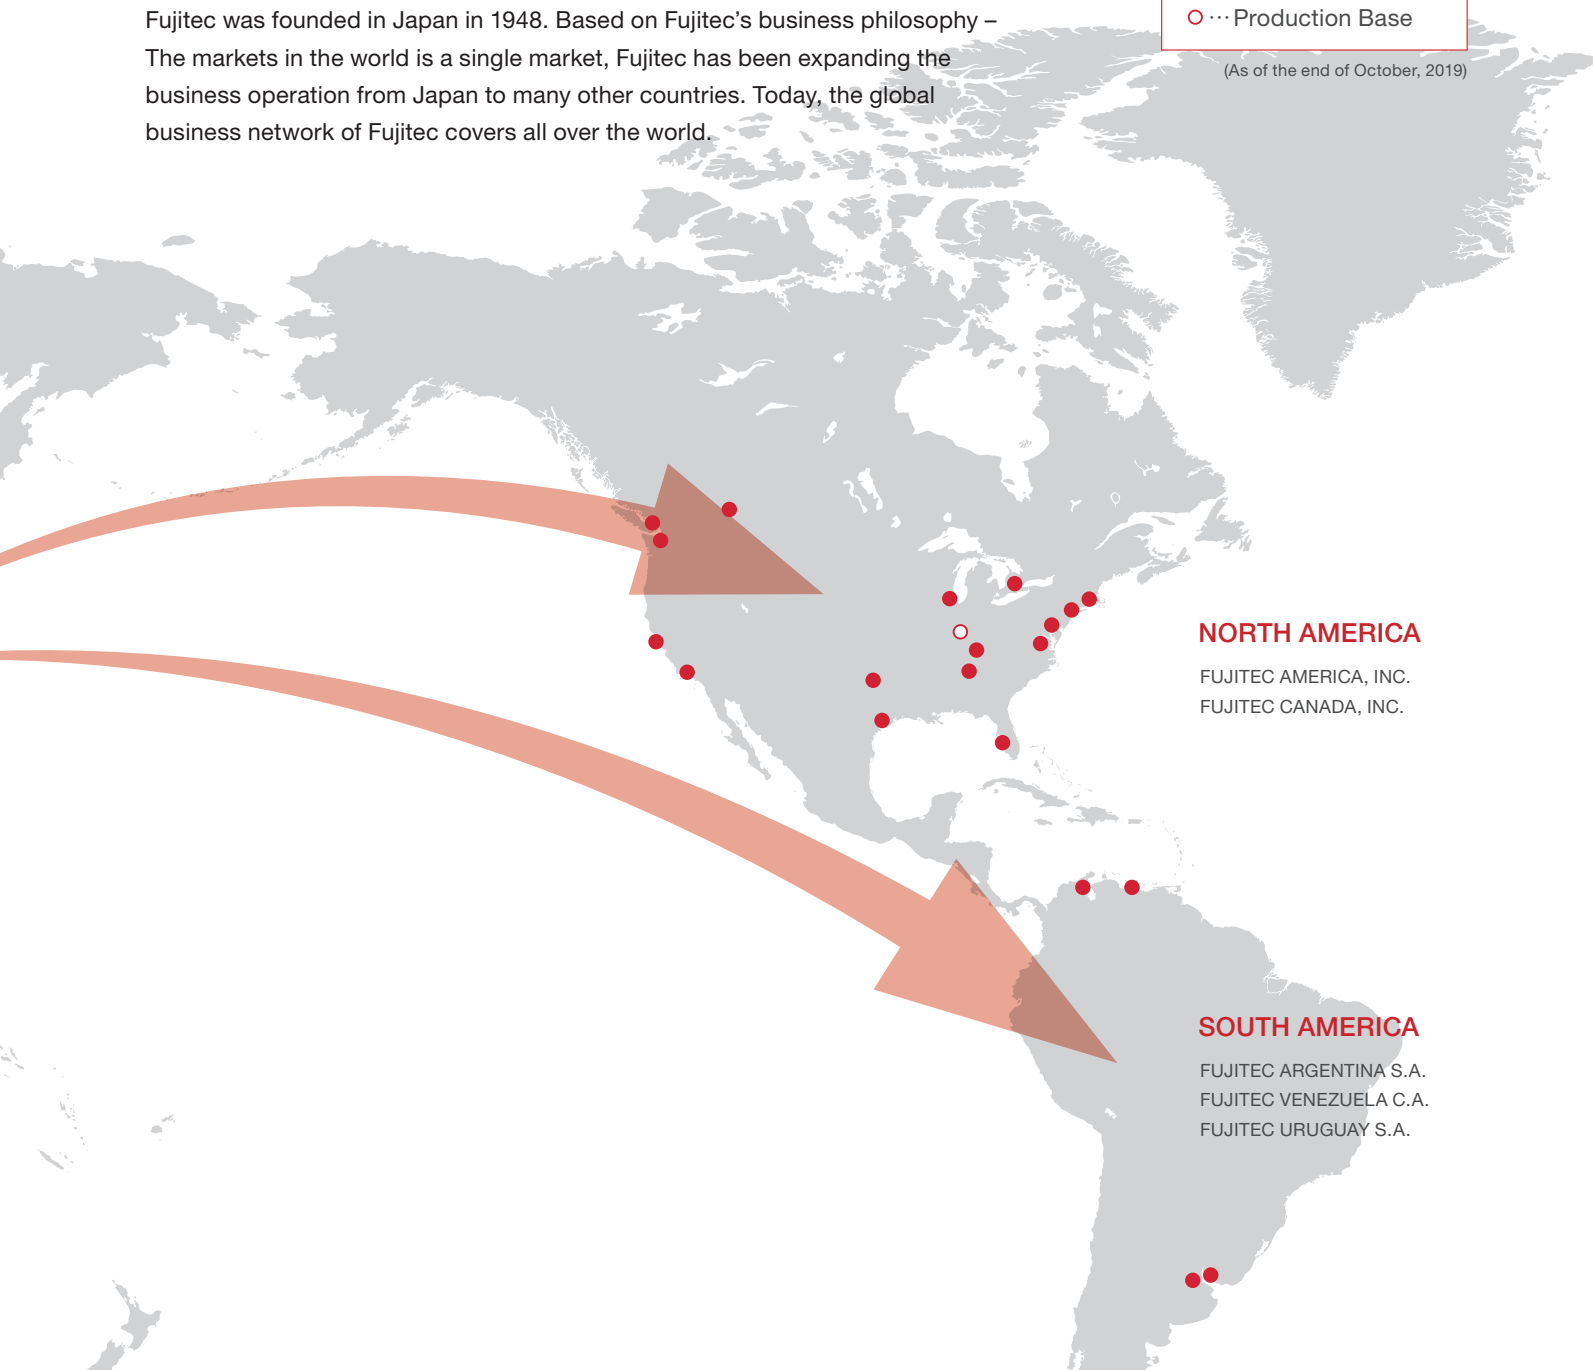 Fujitec was founded in Japan in 1948. Based on Fujitec’s business philosophy –
The markets in the world is a single market, Fujitec has been expanding the
business operation from Japan to many other countries. Today, the global
business network of Fujitec covers all over the world.
··· Production Base
(As of the end of October, 2019)
NORTH AMERICA
FUJITEC AMERICA, INC.
FUJITEC CANADA, INC.
SOUTH AMERICA
FUJITEC ARGENTINA S.A.
FUJITEC VENEZUELA C.A.
FUJITEC URUGUAY S.A.